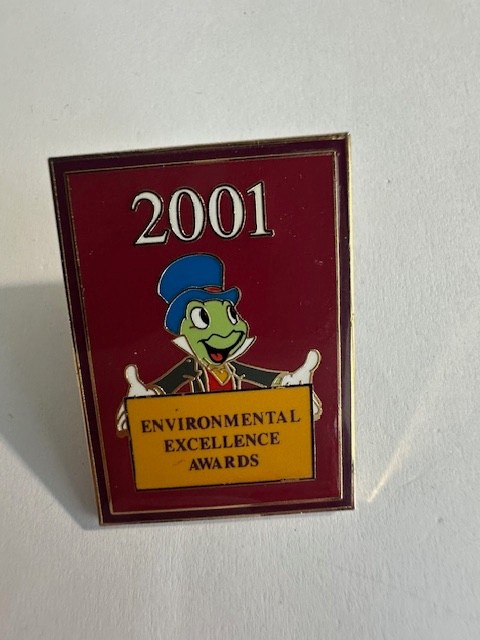 2001
ENVIRONMENTAL
EXCELLENCE
AWARDS